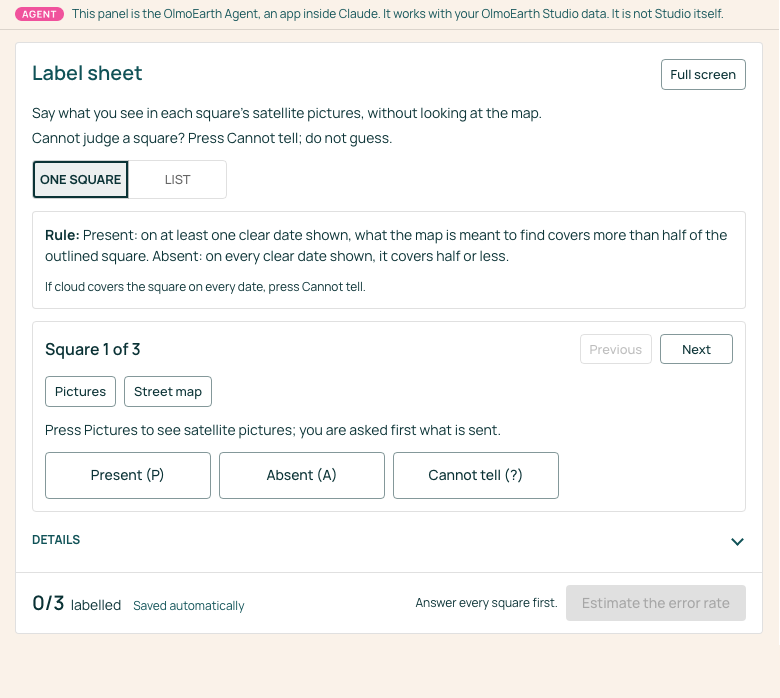 AGENT This panel is the OlmoEarth Agent, an app inside Claude. It works with your OlmoEarth Studio data. It is not Studio itself.
Label sheet
Full screen
Say what you see in each square's satellite pictures, without looking at the map.
Cannot judge a square? Press Cannot tell; do not guess.
ONE SQUARE LIST
Rule: Present: on at least one clear date shown, what the map is meant to find covers more than half of the
outlined square. Absent: on every clear date shown, it covers half or less.
If cloud covers the square on every date, press Cannot tell.
Square 1 of 3
Previous Next
Pictures Street map
Press Pictures to see satellite pictures; you are asked first what is sent.
Present (P) Absent (A) Cannot tell (?)
DETAILS
0/3 labelled Saved automatically Answer every square first. Estimate the error rate